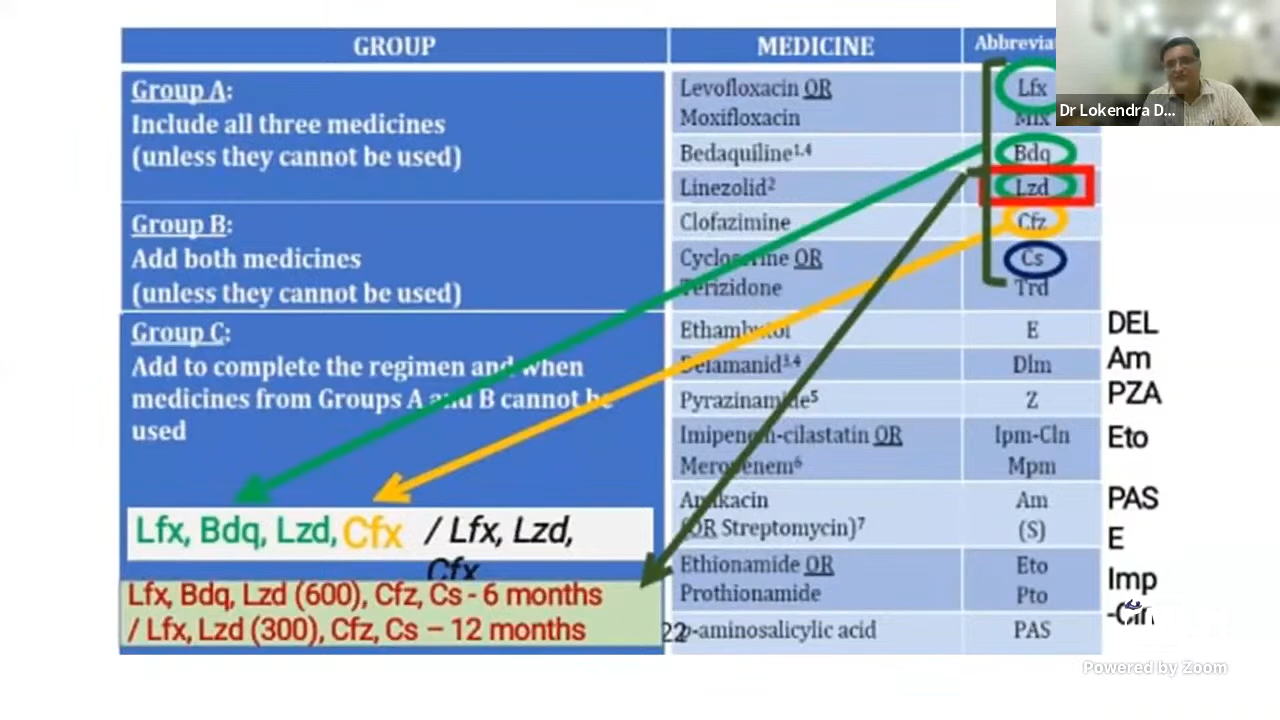 GROUP
MEDICINE
Group A:
Include all three medicines
(unless they cannot be used)
Levofloxacin OR
Moxifloxacin
Lfx
Mfx
Bedaquiline1,4
Bdq
Linezolid2
Lzd
Group B:
Add both medicines
(unless they cannot be used)
Clofazimine
Cfz
Cycloserine OR
Terizidone
Cs
Trd
Group C:
Add to complete the regimen and when
medicines from Groups A and B cannot be
used
Ethambutol
E
Delamanid3,4
Dlm
Pyrazinamide5
Z
Imipenem-cilastatin OR
Meropenem6
Ipm-Cln
Mpm
Amikacin
(OR Streptomycin)7
Am
(S)
Ethionamide OR
Prothionamide
Eto
Pto
p-aminosalicylic acid
PAS
Lfx, Bdq, Lzd, Cfx / Lfx, Lzd,
Cfx
Lfx, Bdq, Lzd (600), Cfz, Cs - 6 months
/ Lfx, Lzd (300), Cfz, Cs – 12 months
22
DEL
Am
PZA
Eto
PAS
E
Imp
Dr Lokendra D...
Powered by Zoom